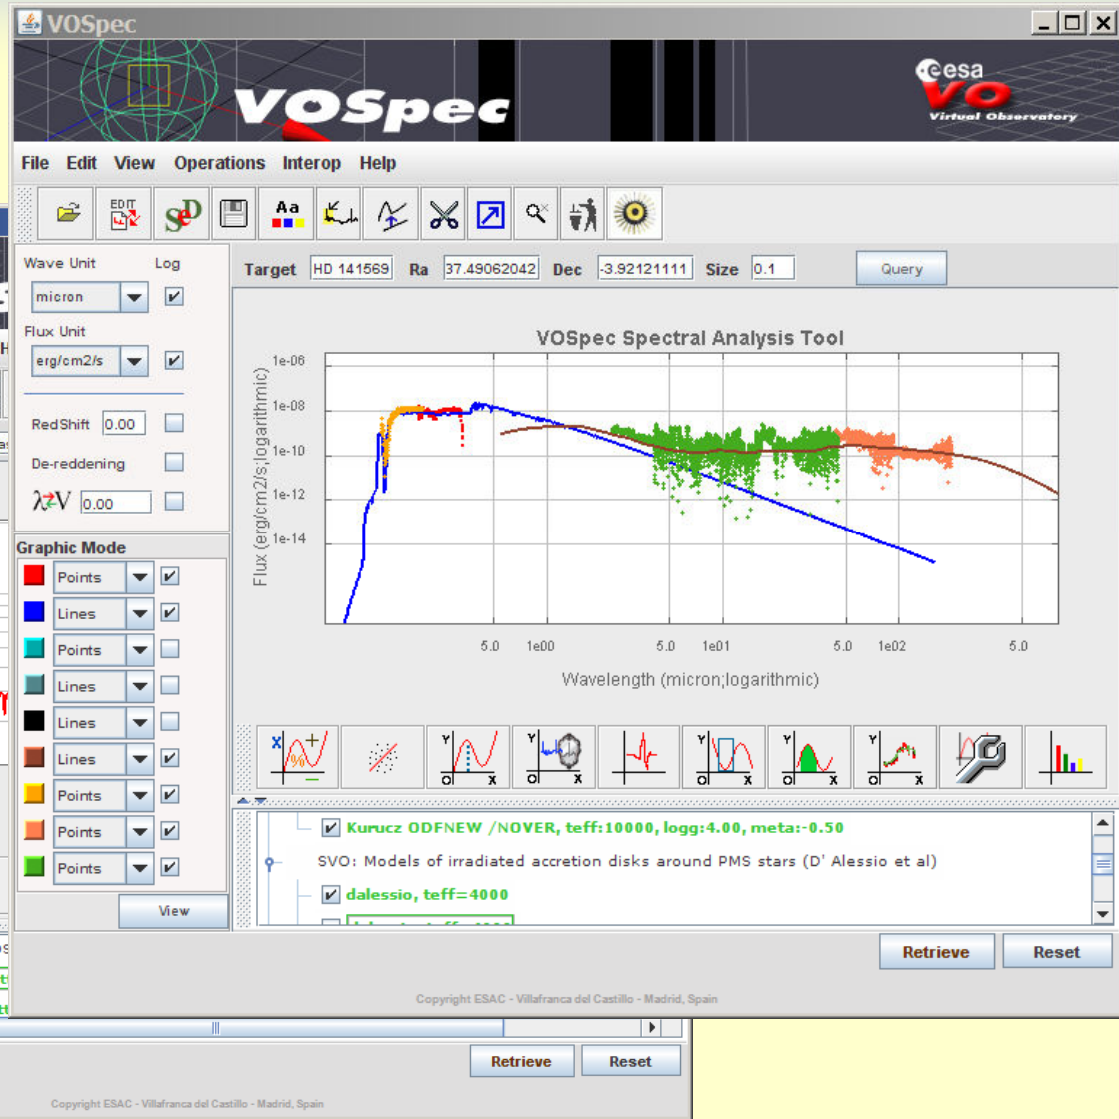 VOSpec
VOSpec
esa
VO
Virtual Observatory
File Edit View Operations Interop Help
EDIT
SeD
Aa
Wave Unit Log
micron
Flux Unit
erg/cm2/s
RedShift 0.00
De-reddening
λ⇄V 0.00
Target HD 141569 Ra 37.49062042 Dec -3.92121111 Size 0.1 Query
VOSpec Spectral Analysis Tool
Flux (erg/cm2/s;logarithmic)
1e-06
1e-08
1e-10
1e-12
1e-14
5.0 1e00 5.0 1e01 5.0 1e02 5.0
Wavelength (micron;logarithmic)
Graphic Mode
Points
Lines
Points
Lines
Lines
Lines
Points
Points
Points
View
Kurucz ODFNEW /NOVER, teff:10000, logg:4.00, meta:-0.50
SVO: Models of irradiated accretion disks around PMS stars (D' Alessio et al)
dalessio, teff=4000
Retrieve Reset
Copyright ESAC - Villafranca del Castillo - Madrid, Spain
Retrieve Reset
Copyright ESAC - Villafranca del Castillo - Madrid, Spain